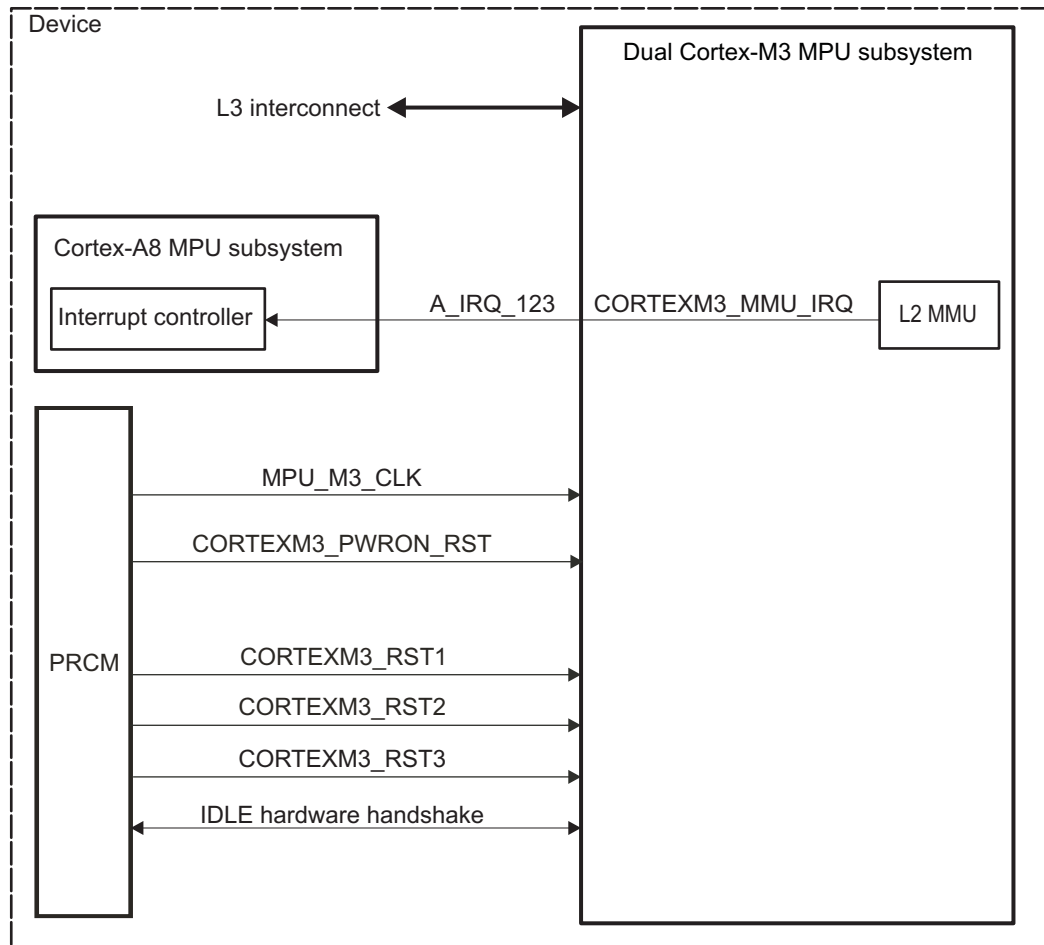 Device
Dual Cortex-M3 MPU subsystem
L3 interconnect
Cortex-A8 MPU subsystem
Interrupt controller
A_IRQ_123
CORTEXM3_MMU_IRQ
L2 MMU
MPU_M3_CLK
CORTEXM3_PWRON_RST
PRCM
CORTEXM3_RST1
CORTEXM3_RST2
CORTEXM3_RST3
IDLE hardware handshake